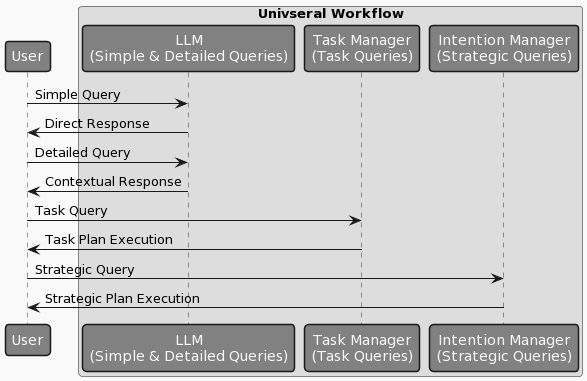 Univseral Workflow
User
LLM
(Simple & Detailed Queries)
Task Manager
(Task Queries)
Intention Manager
(Strategic Queries)
Simple Query
Direct Response
Detailed Query
Contextual Response
Task Query
Task Plan Execution
Strategic Query
Strategic Plan Execution
User
LLM
(Simple & Detailed Queries)
Task Manager
(Task Queries)
Intention Manager
(Strategic Queries)